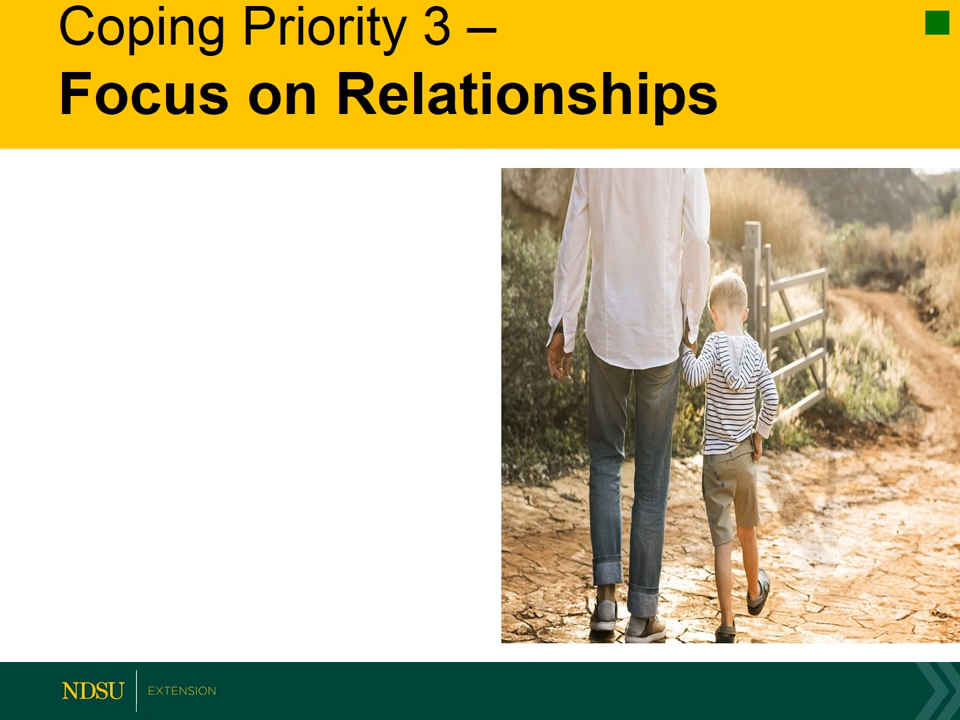 Coping Priority 3 –
Focus on Relationships
NDSU EXTENSION